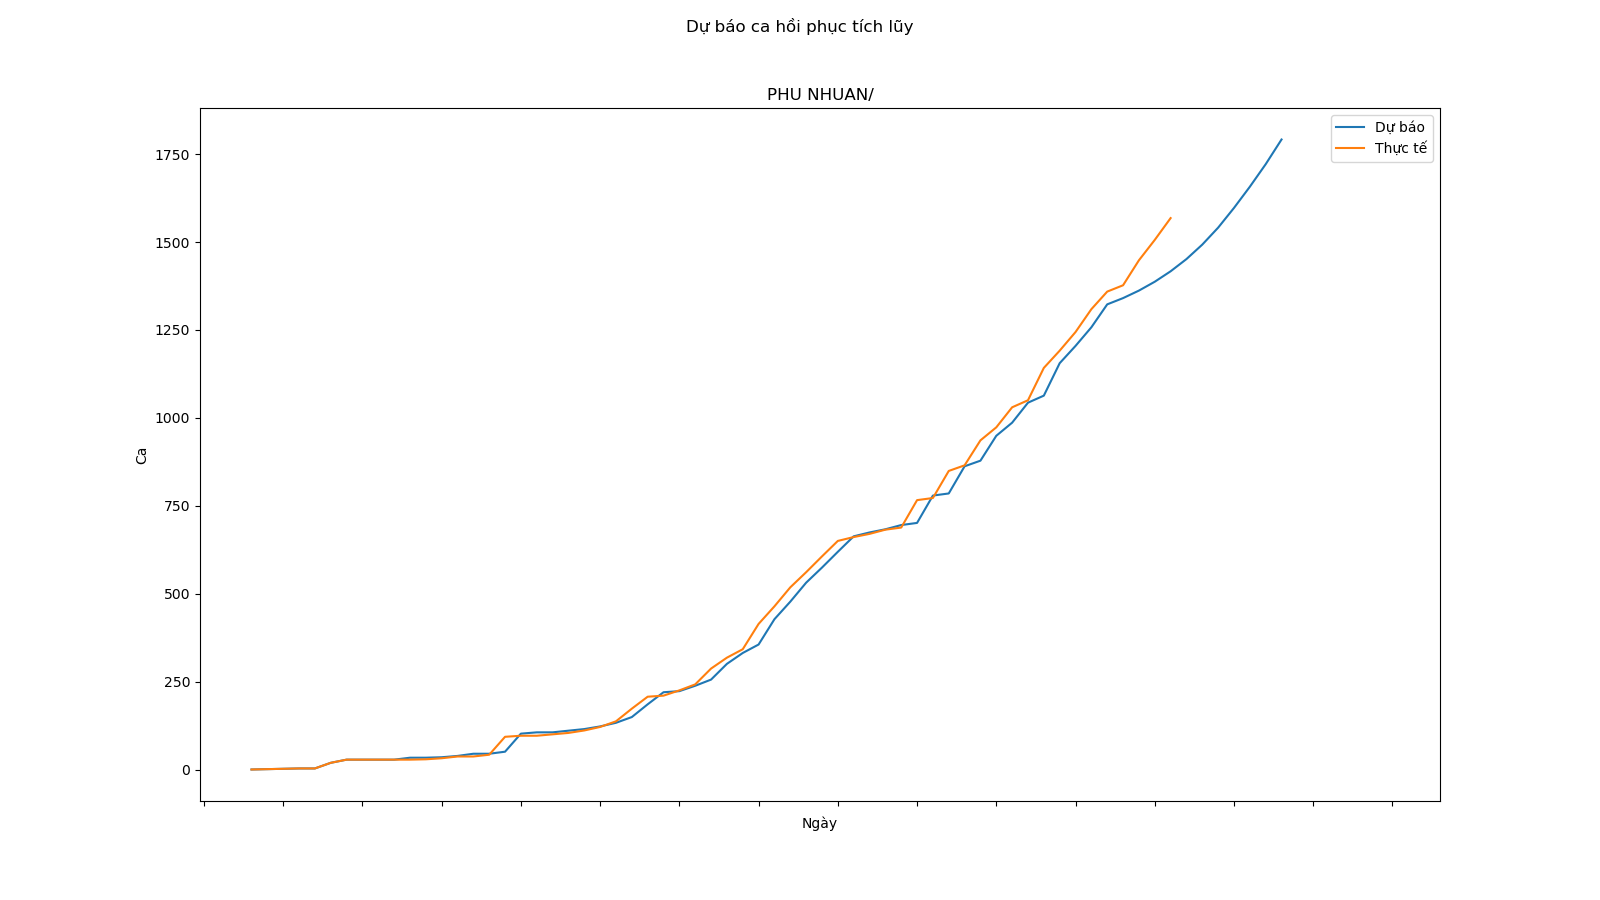 Dự báo ca hồi phục tích lũy
PHU NHUAN/
Dự báo
Thực tế
1750
1500
1250
1000
750
500
250
0
Ca
Ngày